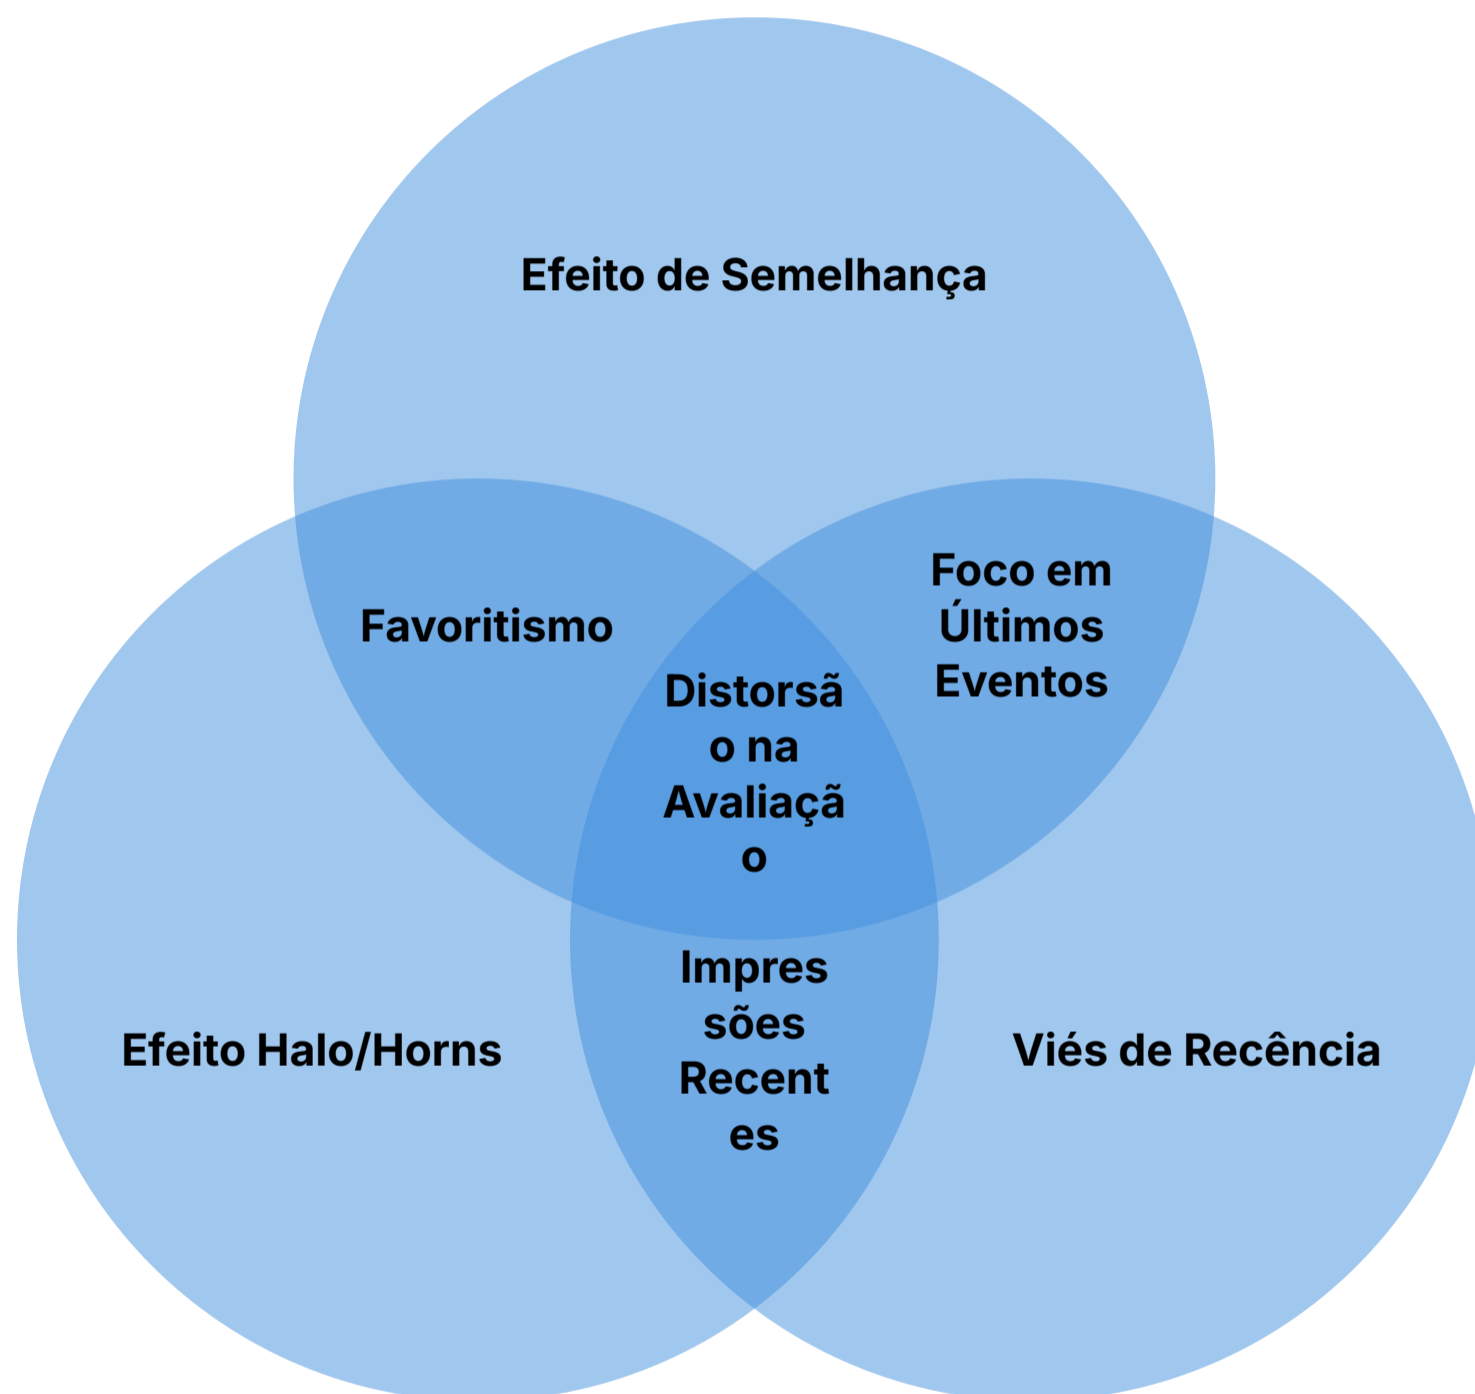 Efeito de Semelhança
Favoritismo
Foco em
Últimos
Eventos
Distorsã
o na
Avaliaçã
o
Impres
sões
Recent
es
Efeito Halo/Horns
Viés de Recência